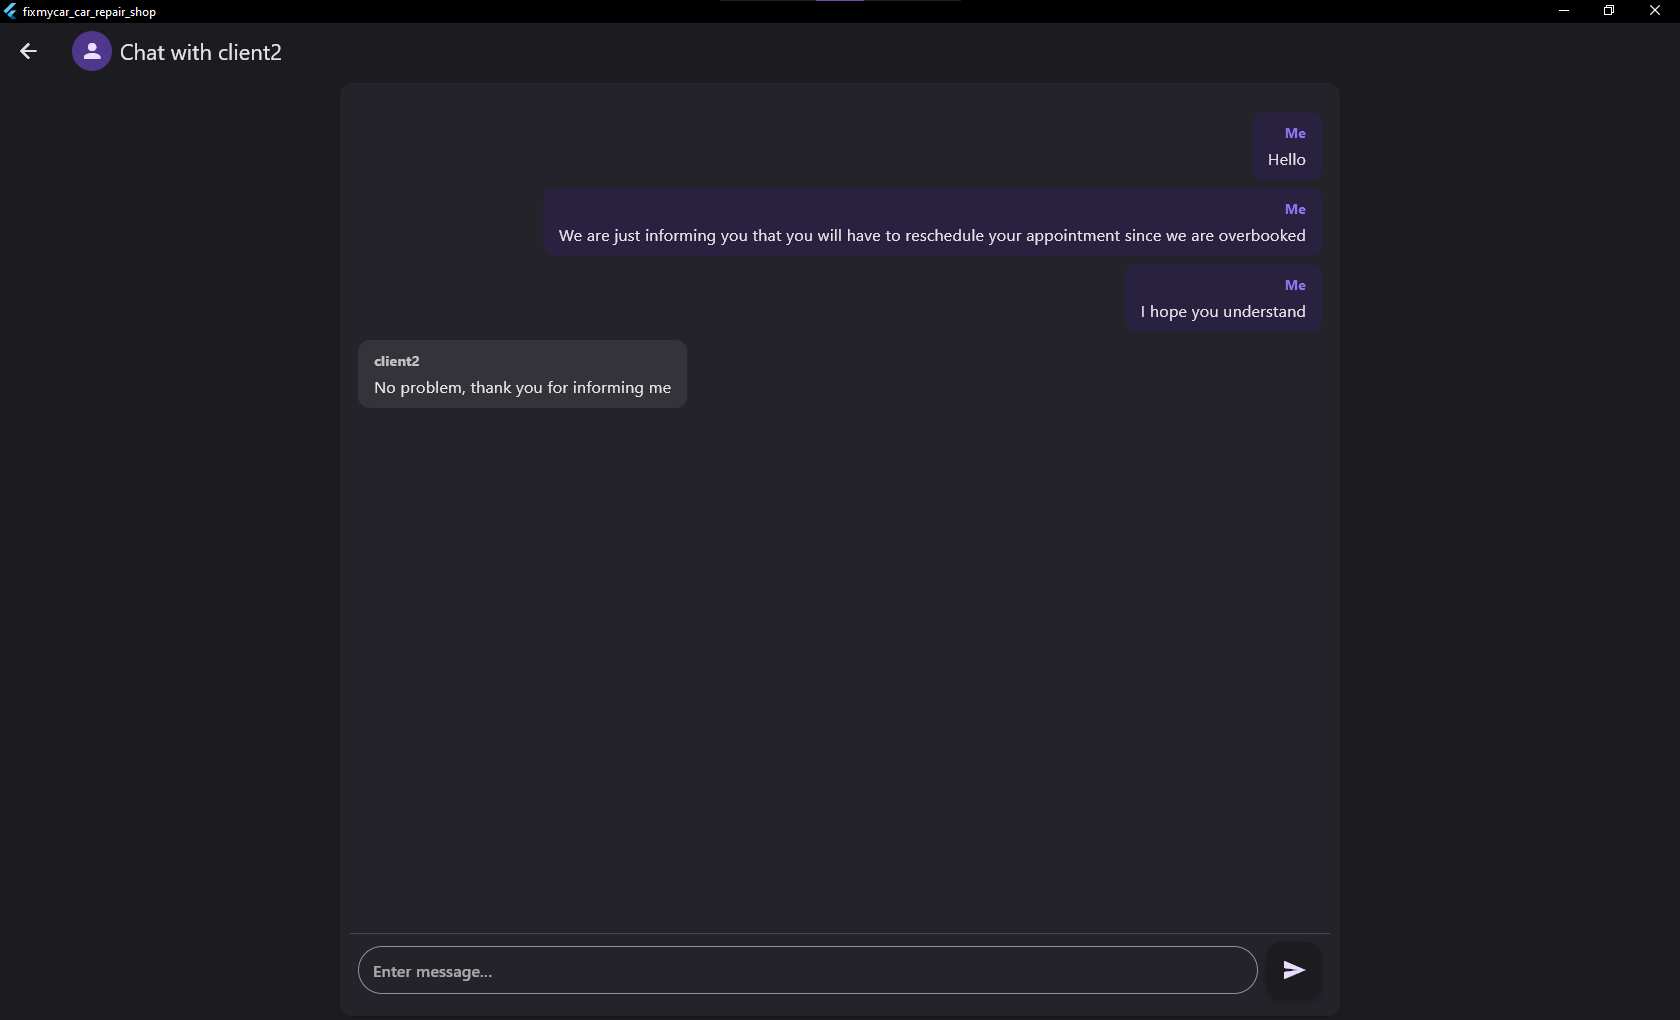 fixmycar_car_repair_shop
Chat with client2
Me
Hello
Me
We are just informing you that you will have to reschedule your appointment since we are overbooked
Me
I hope you understand
client2
No problem, thank you for informing me
Enter message...